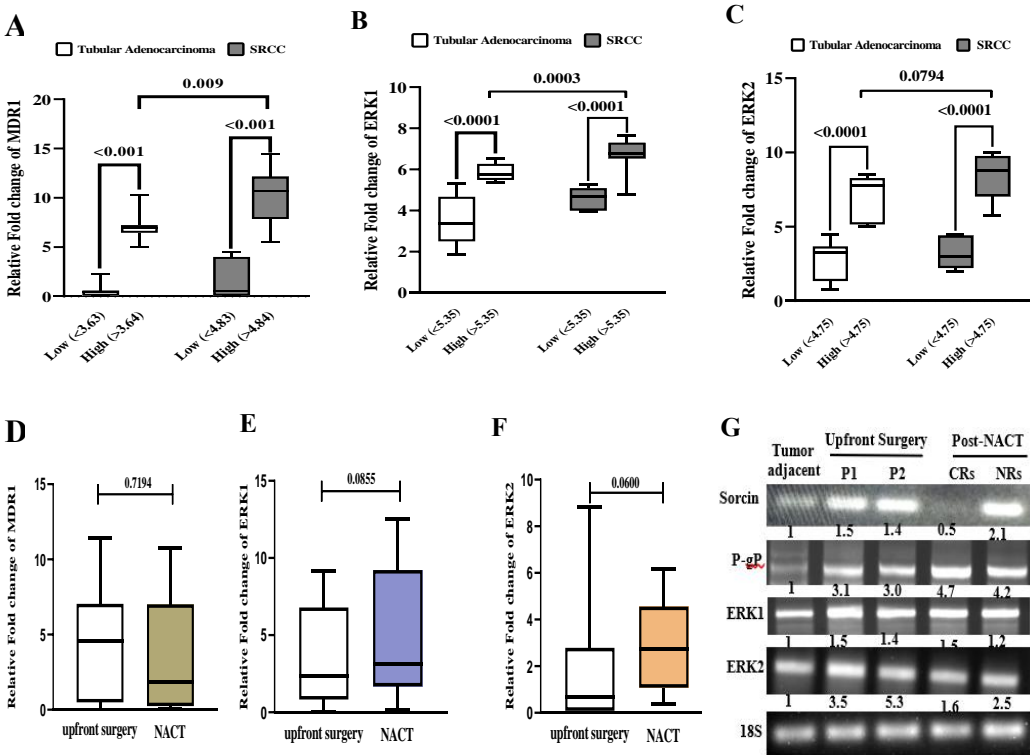 A
Tubular Adenocarcinoma SRCC
0.009
<0.001
<0.001
Relative Fold change of MDR1
20
15
10
5
0
Low (<3.63)
High (>3.64)
Low (<4.83)
High (>4.84)
B
Tubular Adenocarcinoma SRCC
0.0003
<0.0001
<0.0001
Relative Fold change of ERK1
10
8
6
4
2
0
Low (<5.35)
High (>5.35)
Low (<5.35)
High (>5.35)
C
Tubular Adenocarcinoma SRCC
0.0794
<0.0001
<0.0001
Relative Fold change of ERK2
15
10
5
0
Low (<4.75)
High (>4.75)
Low (<4.75)
High (>4.75)
D
0.7194
Relative Fold change of MDR1
15
10
5
0
upfront surgery NACT
E
0.0855
Relative Fold change of ERK1
15
10
5
0
upfront surgery NACT
F
0.0600
Relative Fold change of ERK2
10
8
6
4
2
0
upfront surgery NACT
G
Tumor adjacent
Upfront Surgery Post-NACT
P1 P2 CRs NRs
Sorcin
1 1.5 1.4 0.5 2.1
P-gP
1 3.1 3.0 4.7 4.2
ERK1
1 1.5 1.4 1.5 1.2
ERK2
1 3.5 5.3 1.6 2.5
18S